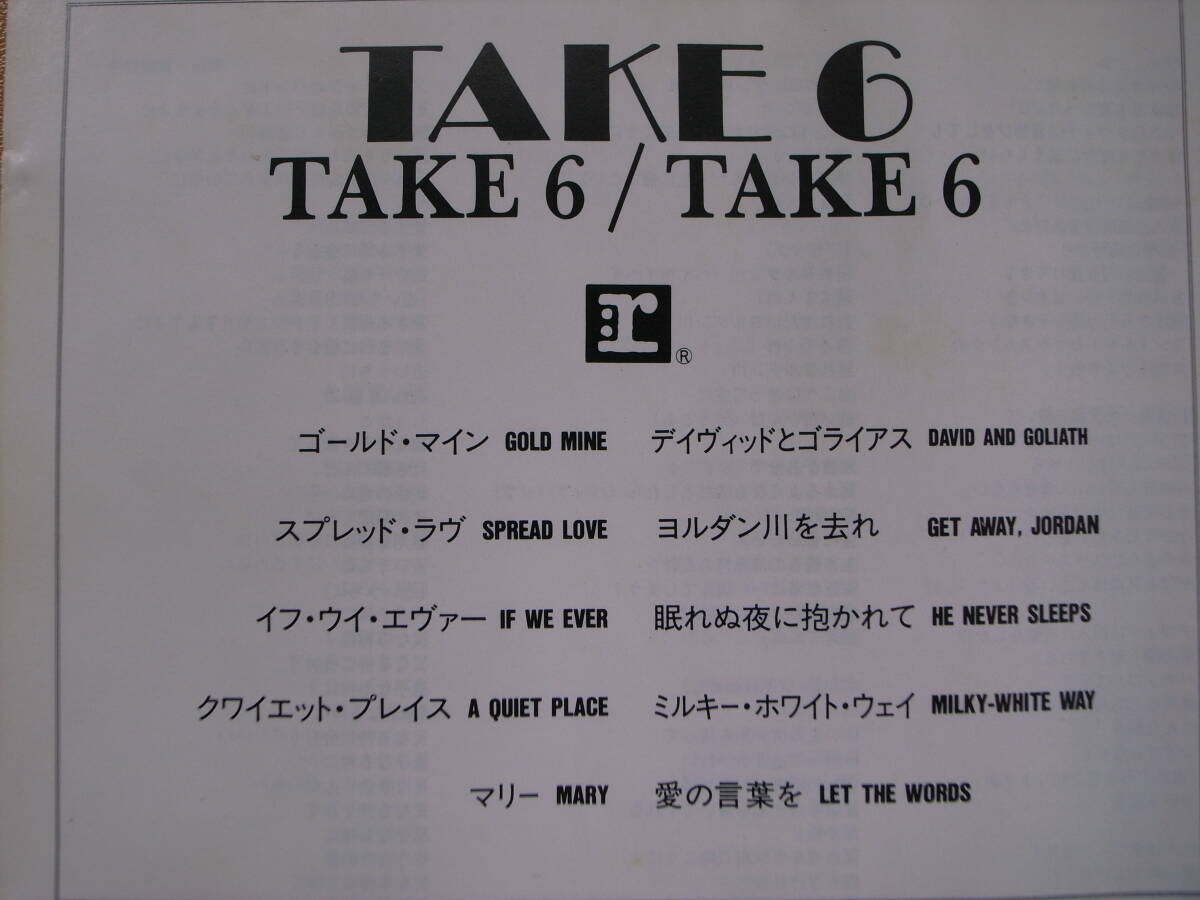 TAKE 6
TAKE 6 / TAKE 6
r ®
ゴールド・マイン GOLD MINE
スプレッド・ラヴ SPREAD LOVE
イフ・ウイ・エヴァー IF WE EVER
クワイエット・プレイス A QUIET PLACE
マリー MARY
デイヴィッドとゴライアス DAVID AND GOLIATH
ヨルダン川を去れ GET AWAY, JORDAN
眠れぬ夜に抱かれて HE NEVER SLEEPS
ミルキー・ホワイト・ウェイ MILKY-WHITE WAY
愛の言葉を LET THE WORDS